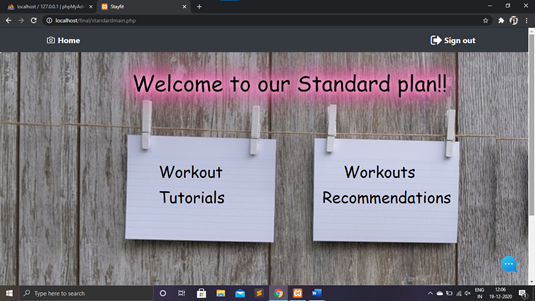 localhost / 127.0.0.1 | phpMyAd
Stayfit
localhost/final/standardmain.php
Home
Sign out
Welcome to our Standard plan!!
Workout
Tutorials
Workouts
Recommendations
Type here to search
ENG
IN
12:06
19-12-2020